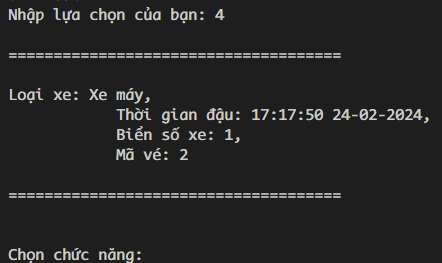 Nhập lựa chọn của bạn: 4
=====================================
Loại xe: Xe máy,
Thời gian đậu: 17:17:50 24-02-2024,
Biển số xe: 1,
Mã vé: 2
=====================================
Chọn chức năng: